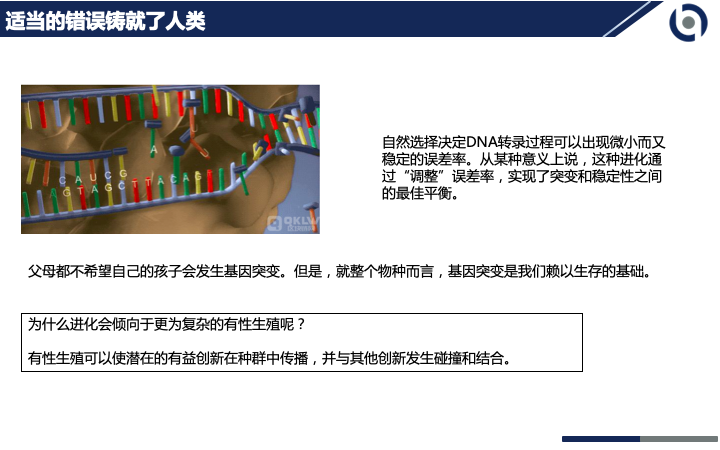 适当的错误铸就了人类
自然选择决定DNA转录过程可以出现微小而又
稳定的误差率。从某种意义上说，这种进化通
过“调整”误差率，实现了突变和稳定性之间
的最佳平衡。
A
C A U C G
G T A G C T T A C A G
QKLW
父母都不希望自己的孩子会发生基因突变。但是，就整个物种而言，基因突变是我们赖以生存的基础。
为什么进化会倾向于更为复杂的有性生殖呢？
有性生殖可以使潜在的有益创新在种群中传播，并与其他创新发生碰撞和结合。